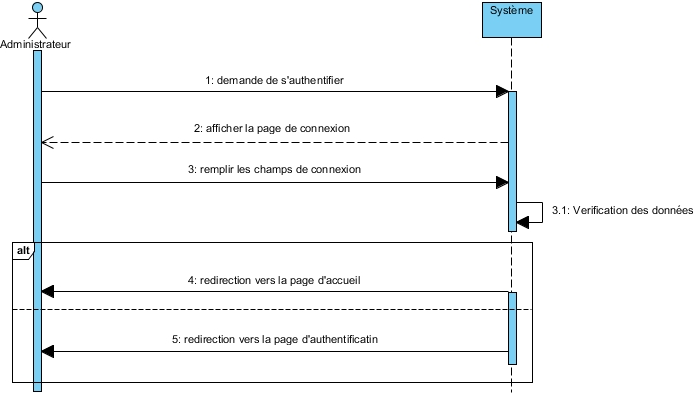 Système
Administrateur
1: demande de s'authentifier
2: afficher la page de connexion
3: remplir les champs de connexion
3.1: Verification des données
alt
4: redirection vers la page d'accueil
5: redirection vers la page d'authentificatin